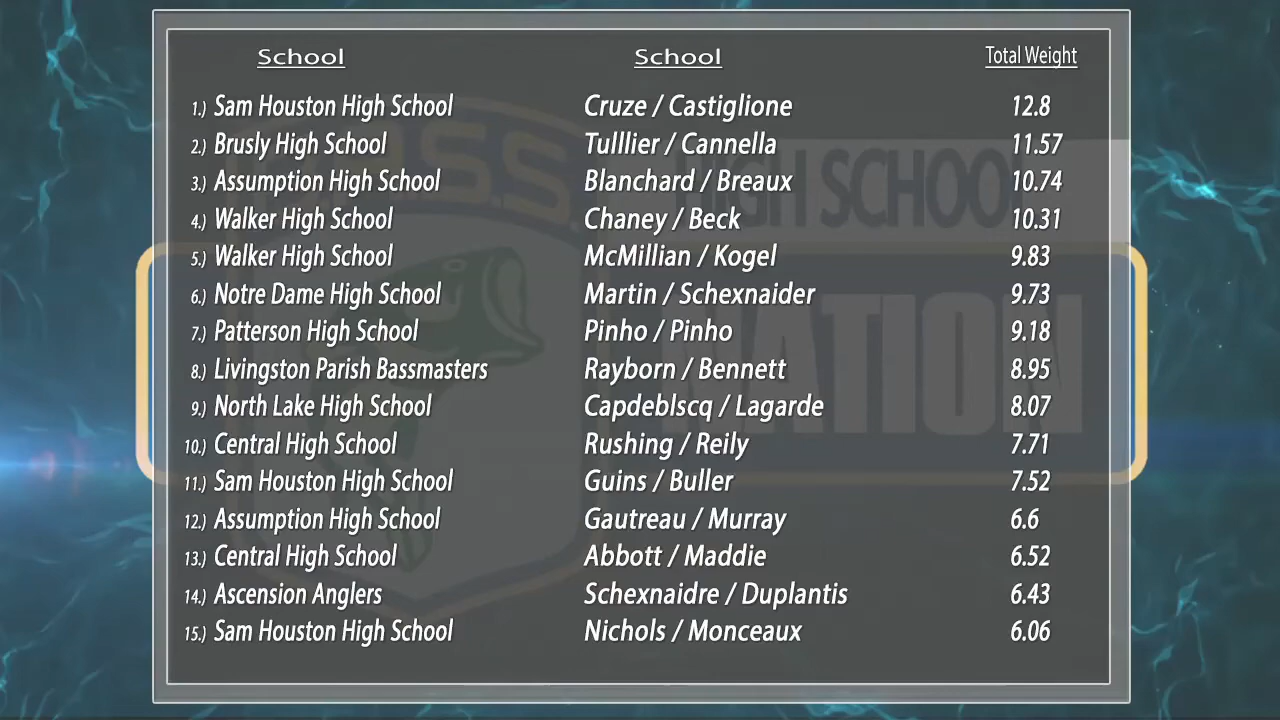 School School Total Weight
1.) Sam Houston High School Cruze / Castiglione 12.8
2.) Brusly High School Tulllier / Cannella 11.57
3.) Assumption High School Blanchard / Breaux 10.74
4.) Walker High School Chaney / Beck 10.31
5.) Walker High School McMillian / Kogel 9.83
6.) Notre Dame High School Martin / Schexnaider 9.73
7.) Patterson High School Pinho / Pinho 9.18
8.) Livingston Parish Bassmasters Rayborn / Bennett 8.95
9.) North Lake High School Capdeblscq / Lagarde 8.07
10.) Central High School Rushing / Reily 7.71
11.) Sam Houston High School Guins / Buller 7.52
12.) Assumption High School Gautreau / Murray 6.6
13.) Central High School Abbott / Maddie 6.52
14.) Ascension Anglers Schexnaidre / Duplantis 6.43
15.) Sam Houston High School Nichols / Monceaux 6.06
B.A.S.S.
HIGH SCHOOL
NATION